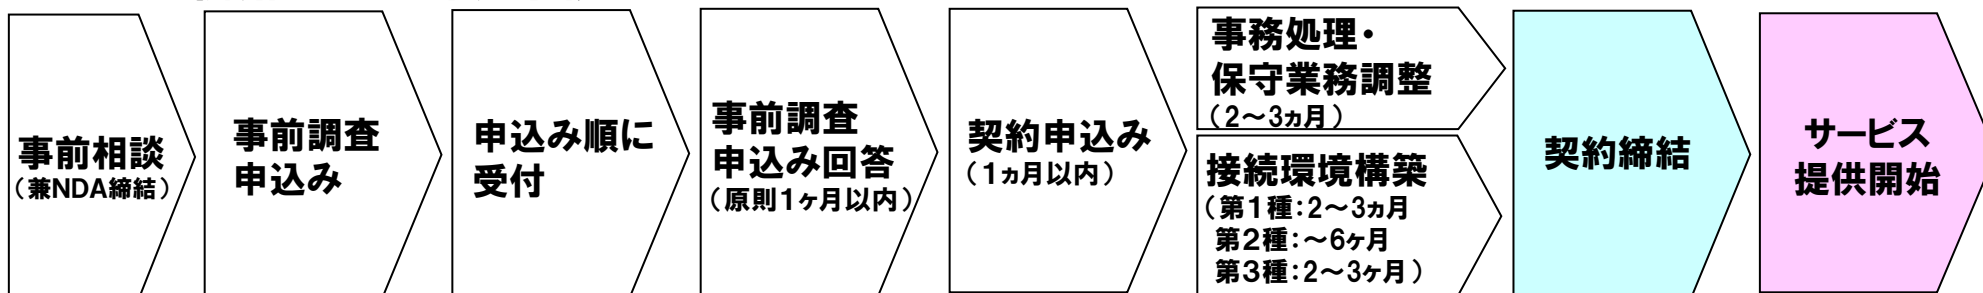 事前相談
（兼NDA締結）
事前調査
申込み
申込み順に
受付
事前調査
申込み回答
（原則１ヶ月以内）
契約申込み
（１ヵ月以内）
事務処理・
保守業務調整
（２～３ヵ月）
接続環境構築
（第１種：２～３ヵ月
第２種：～６ヶ月
第３種：２～３ヶ月）
契約締結
サービス
提供開始